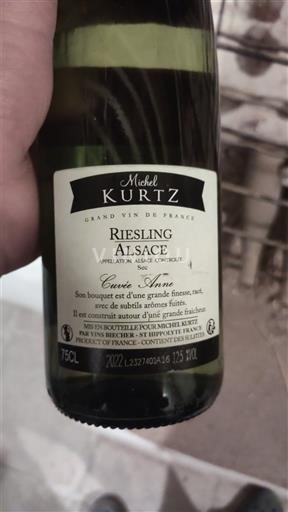 Michel
KURTZ
GRAND VIN DE FRANCE
RIESLING
ALSACE
APPELLATION ALSACE CONTRÔLÉE
Sec
Cuvée Anne
Son bouquet est d'une grande finesse, racé,
avec de subtils arômes fuités.
Il est construit autour d'une grande fraîcheur.
MIS EN BOUTEILLE POUR MICHEL KURTZ
PAR VINS BIECHER - ST HIPPOLYTE FRANCE
PRODUCT OF FRANCE - CONTIENT DES SULFITES
75CL 2022 L2327401A16 12.5 %VOL